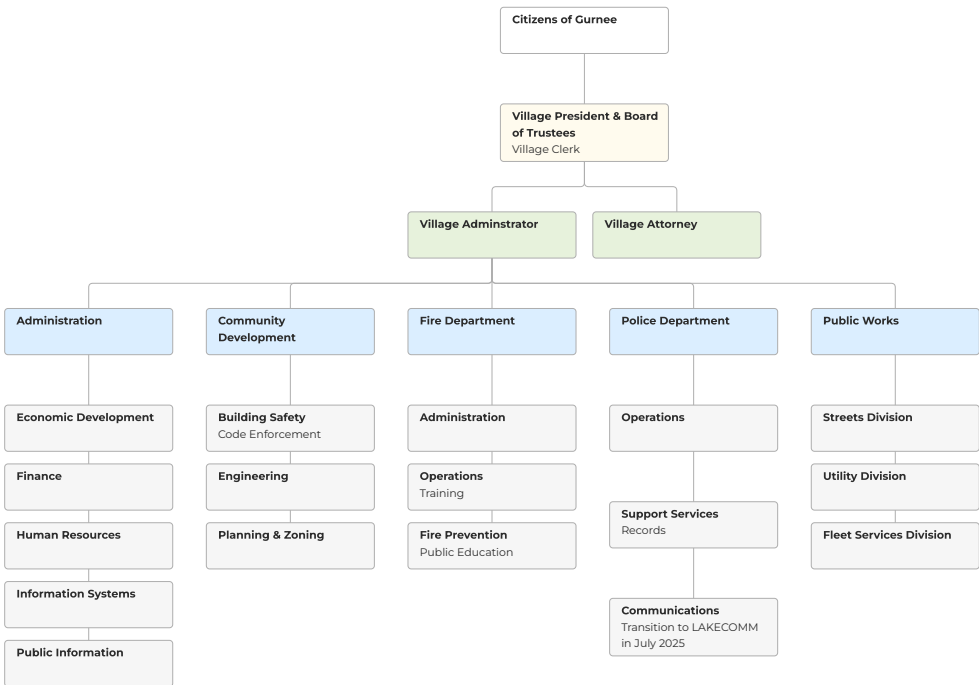 Citizens of Gurnee
Village President & Board
of Trustees
Village Clerk
Village Adminstrator
Village Attorney
Administration
Community
Development
Fire Department
Police Department
Public Works
Economic Development
Building Safety
Code Enforcement
Administration
Operations
Streets Division
Finance
Engineering
Operations
Training
Utility Division
Support Services
Records
Human Resources
Planning & Zoning
Fire Prevention
Public Education
Fleet Services Division
Information Systems
Communications
Transition to LAKECOMM
in July 2025
Public Information